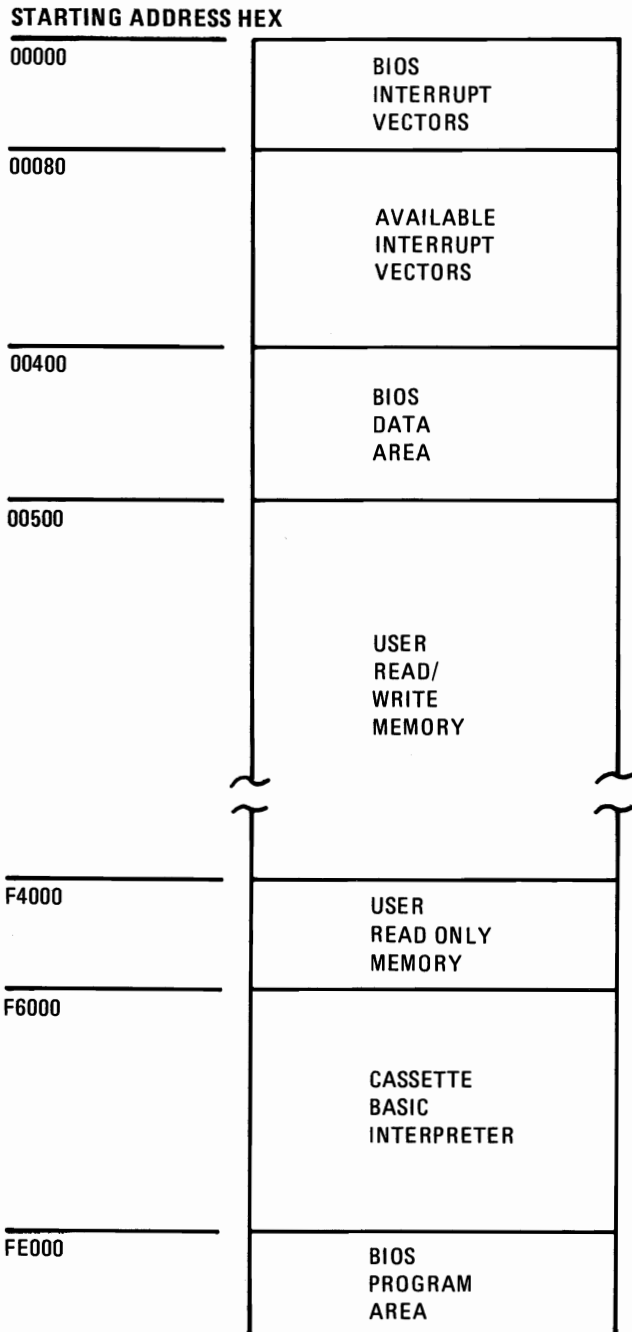 STARTING ADDRESS HEX
00000
BIOS
INTERRUPT
VECTORS
00080
AVAILABLE
INTERRUPT
VECTORS
00400
BIOS
DATA
AREA
00500
USER
READ/
WRITE
MEMORY
F4000
USER
READ ONLY
MEMORY
F6000
CASSETTE
BASIC
INTERPRETER
FE000
BIOS
PROGRAM
AREA